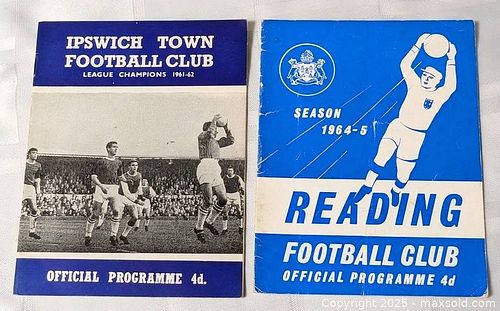 IPSWICH TOWN
FOOTBALL CLUB
LEAGUE CHAMPIONS 1961-62
OFFICIAL PROGRAMME 4d.
SEASON
1964-5
READING
FOOTBALL CLUB
OFFICIAL PROGRAMME 4d
Copyright © 2025 - maxsold.com